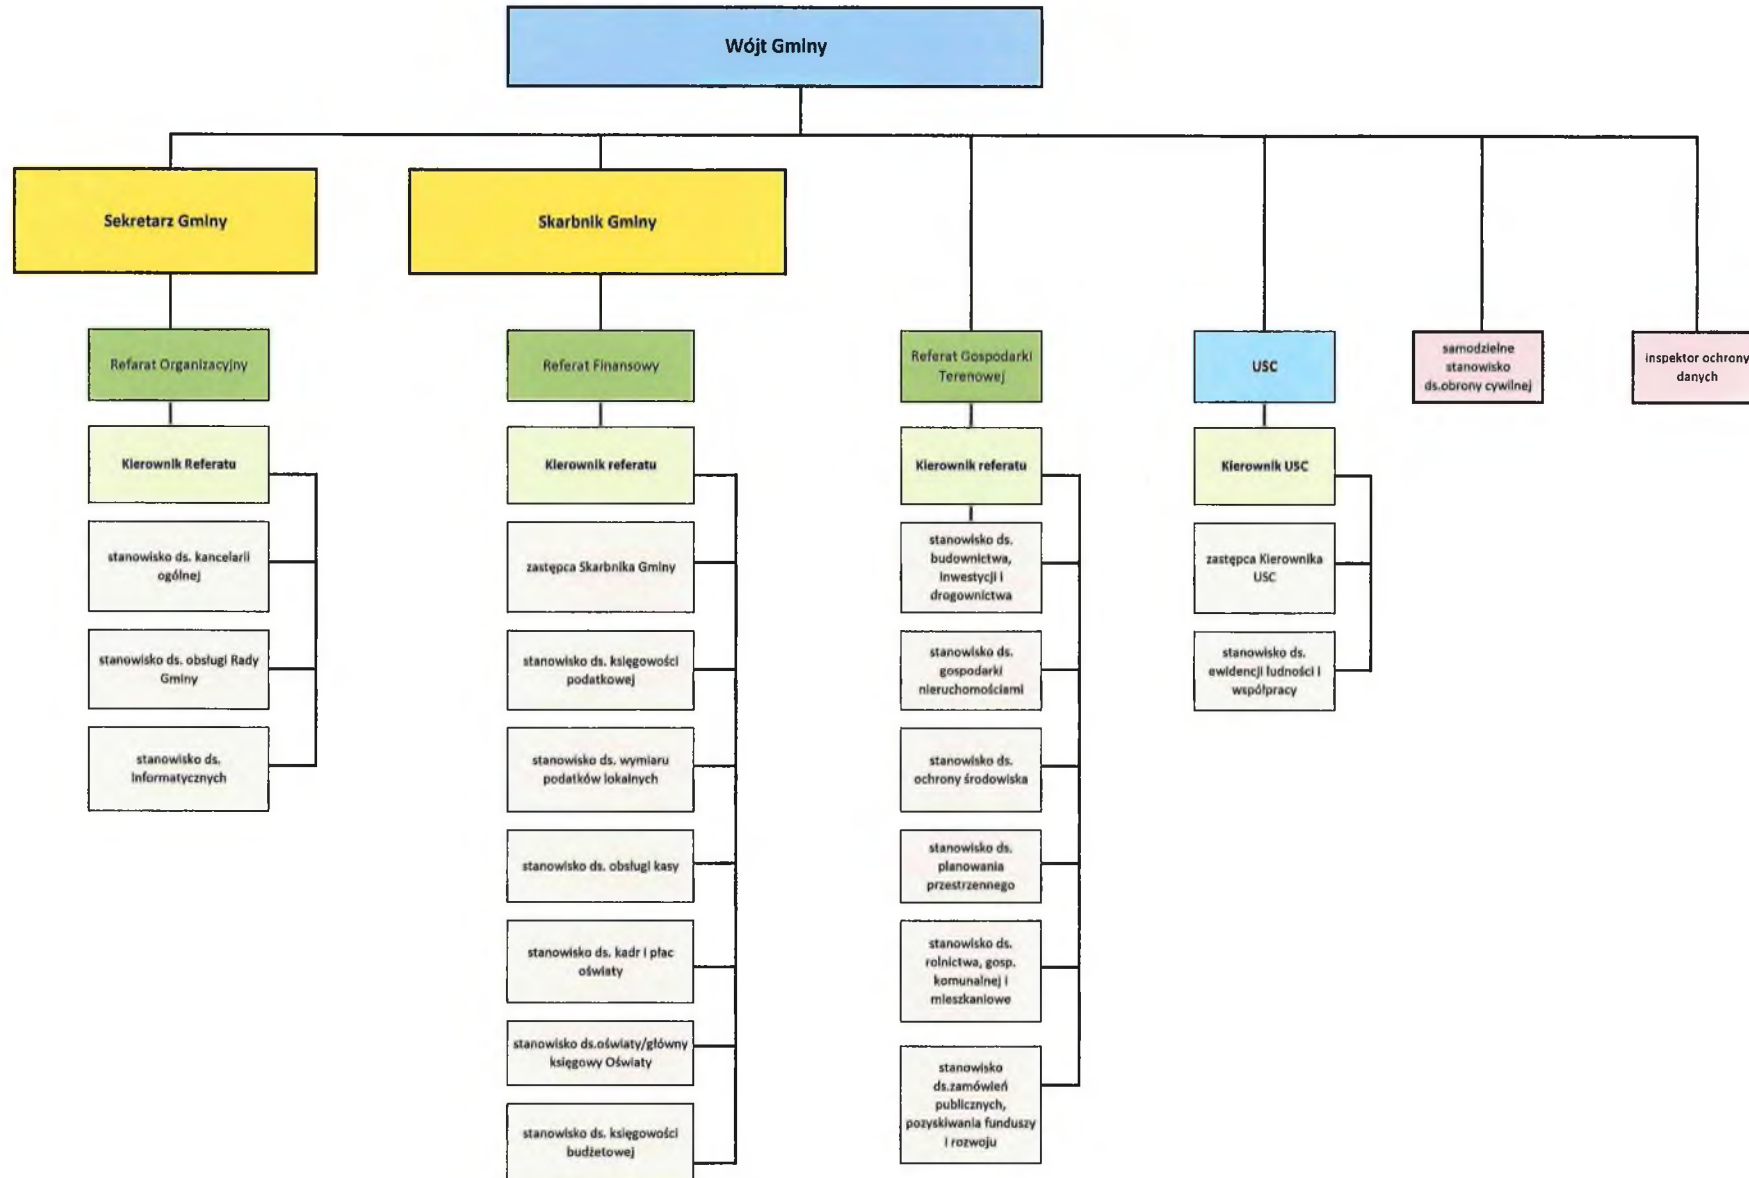 Wójt Gminy
Sekretarz Gminy
Skarbnik Gminy
Refarat Organizacyjny
Referat Finansowy
Referat Gospodarki
Terenowej
USC
samodzielne
stanowisko
ds.obrony cywilnej
inspektor ochrony
danych
Kierownik Referatu
stanowisko ds. kancelarii
ogólnej
stanowisko ds. obsługi Rady
Gminy
stanowisko ds.
informatycznych
Kierownik referatu
zastępca Skarbnika Gminy
stanowisko ds. księgowości
podatkowej
stanowisko ds. wymiaru
podatków lokalnych
stanowisko ds. obsługi kasy
stanowisko ds. kadr i płac
oświaty
stanowisko ds.oświaty/główny
księgowy Oświaty
stanowisko ds. księgowości
budżetowej
Kierownik referatu
stanowisko ds.
budownictwa,
inwestycji i
drogownictwa
stanowisko ds.
gospodarki
nieruchomościami
stanowisko ds.
ochrony środowiska
stanowisko ds.
planowania
przestrzennego
stanowisko ds.
rolnictwa, gosp.
komunalnej i
mieszkaniowe
stanowisko
ds.zamówień
publicznych,
pozyskiwania funduszy
i rozwoju
Kierownik USC
zastępca Kierownika
USC
stanowisko ds.
ewidencji ludności i
współpracy